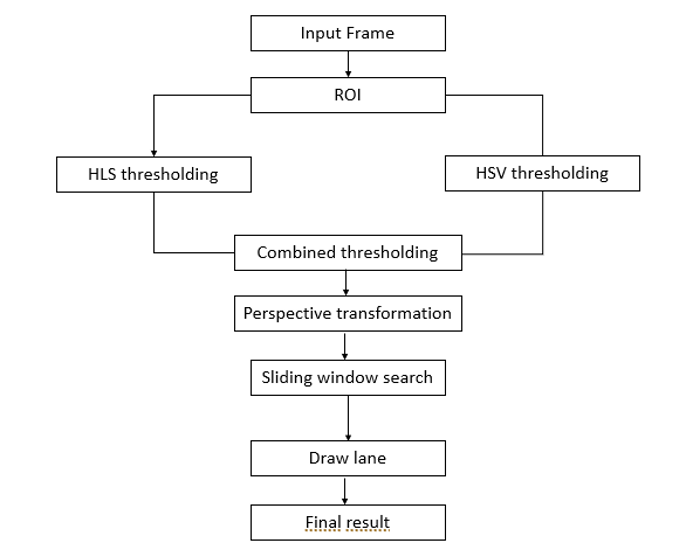 Input Frame
ROI
HLS thresholding
HSV thresholding
Combined thresholding
Perspective transformation
Sliding window search
Draw lane
Final result